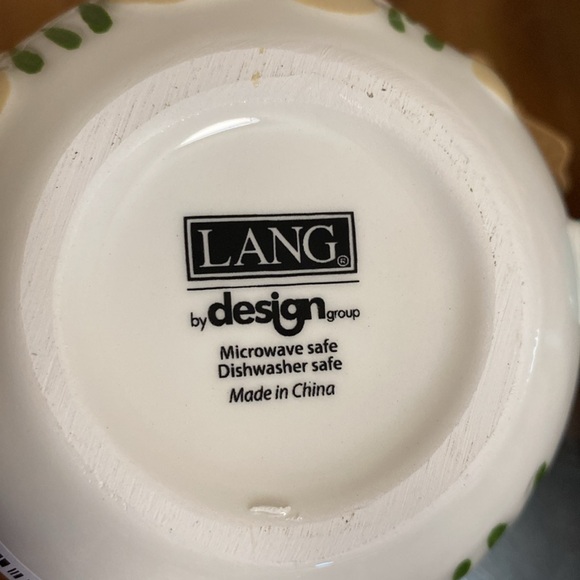 LANG®
by design group
Microwave safe
Dishwasher safe
Made in China